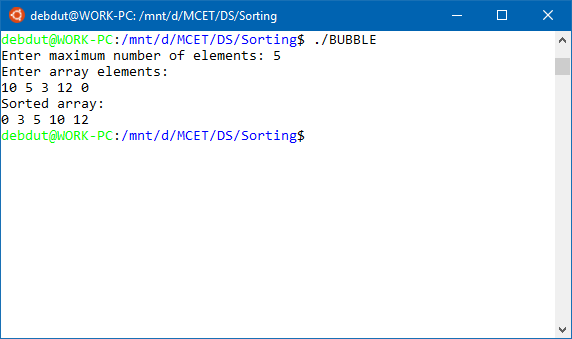 debdut@WORK-PC: /mnt/d/MCET/DS/Sorting
debdut@WORK-PC:/mnt/d/MCET/DS/Sorting$ ./BUBBLE
Enter maximum number of elements: 5
Enter array elements:
10 5 3 12 0
Sorted array:
0 3 5 10 12
debdut@WORK-PC:/mnt/d/MCET/DS/Sorting$